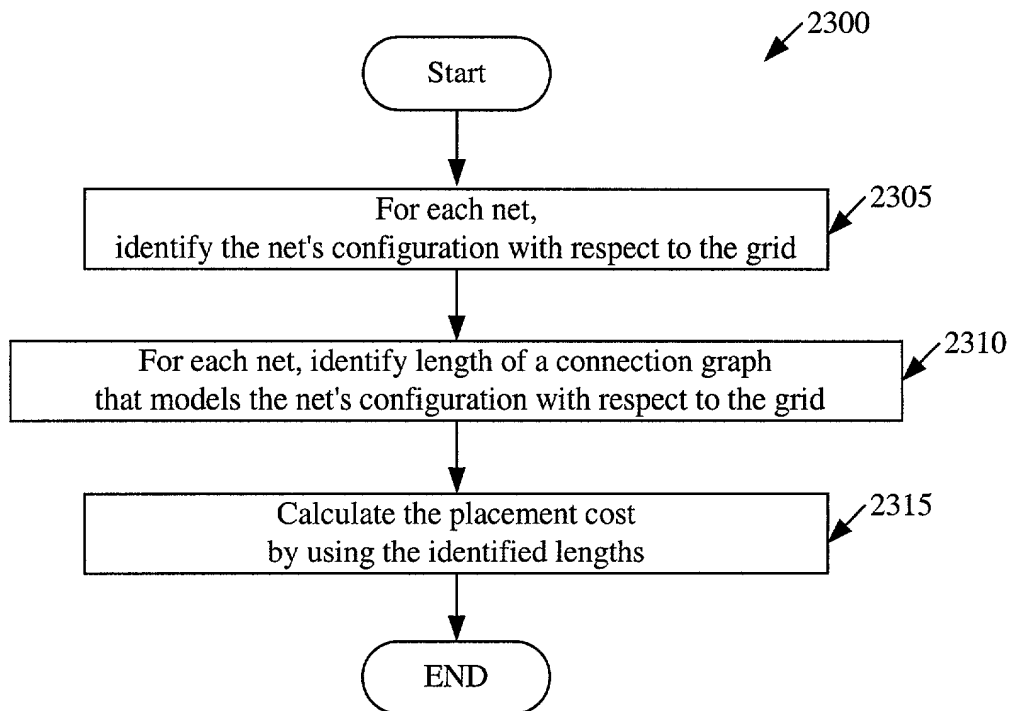 2300
Start
2305
For each net,
identify the net's configuration with respect to the grid
2310
For each net, identify length of a connection graph
that models the net's configuration with respect to the grid
2315
Calculate the placement cost
by using the identified lengths
END